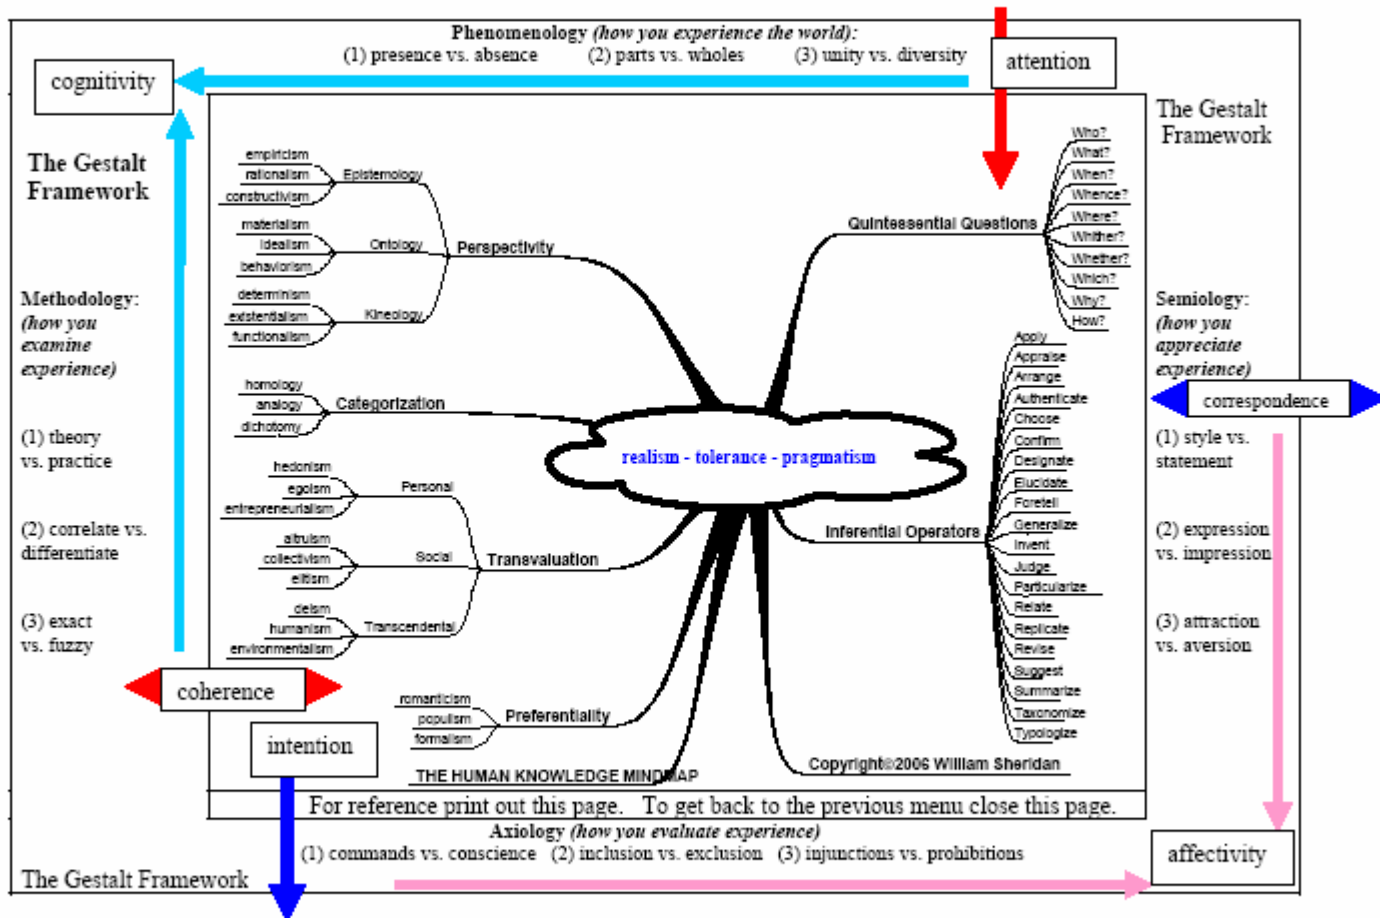 Phenomenology (how you experience the world):
(1) presence vs. absence (2) parts vs. wholes (3) unity vs. diversity
attention
cognitivity
The Gestalt
Framework
The Gestalt
Framework
Methodology:
(how you
examine
experience)
(1) theory
vs. practice
(2) correlate vs.
differentiate
(3) exact
vs. fuzzy
coherence
intention
empiricism
rationalism
constructivism
Epistemology
materialism
idealism
behaviorism
Ontology
determinism
existentialism
functionalism
Kineology
Perspectivity
homology
analogy
dichotomy
Categorization
hedonism
egoism
entrepreneurialism
Personal
altruism
collectivism
elitism
Social
deism
humanism
environmentalism
Transcendental
Transvaluation
romanticism
populism
formalism
Preferentiality
THE HUMAN KNOWLEDGE MINDMAP
realism - tolerance - pragmatism
Quintessential Questions
Who?
What?
When?
Whence?
Where?
Whither?
Whether?
Which?
Why?
How?
Inferential Operators
Apply
Appraise
Arrange
Authenticate
Choose
Confirm
Designate
Elucidate
Foretell
Generalize
Invent
Judge
Particularize
Relate
Replicate
Revise
Suggest
Summarize
Taxonomize
Typologize
Copyright©2006 William Sheridan
Semiology:
(how you
appreciate
experience)
correspondence
(1) style vs.
statement
(2) expression
vs. impression
(3) attraction
vs. aversion
For reference print out this page. To get back to the previous menu close this page.
Axiology (how you evaluate experience)
(1) commands vs. conscience (2) inclusion vs. exclusion (3) injunctions vs. prohibitions
The Gestalt Framework
affectivity